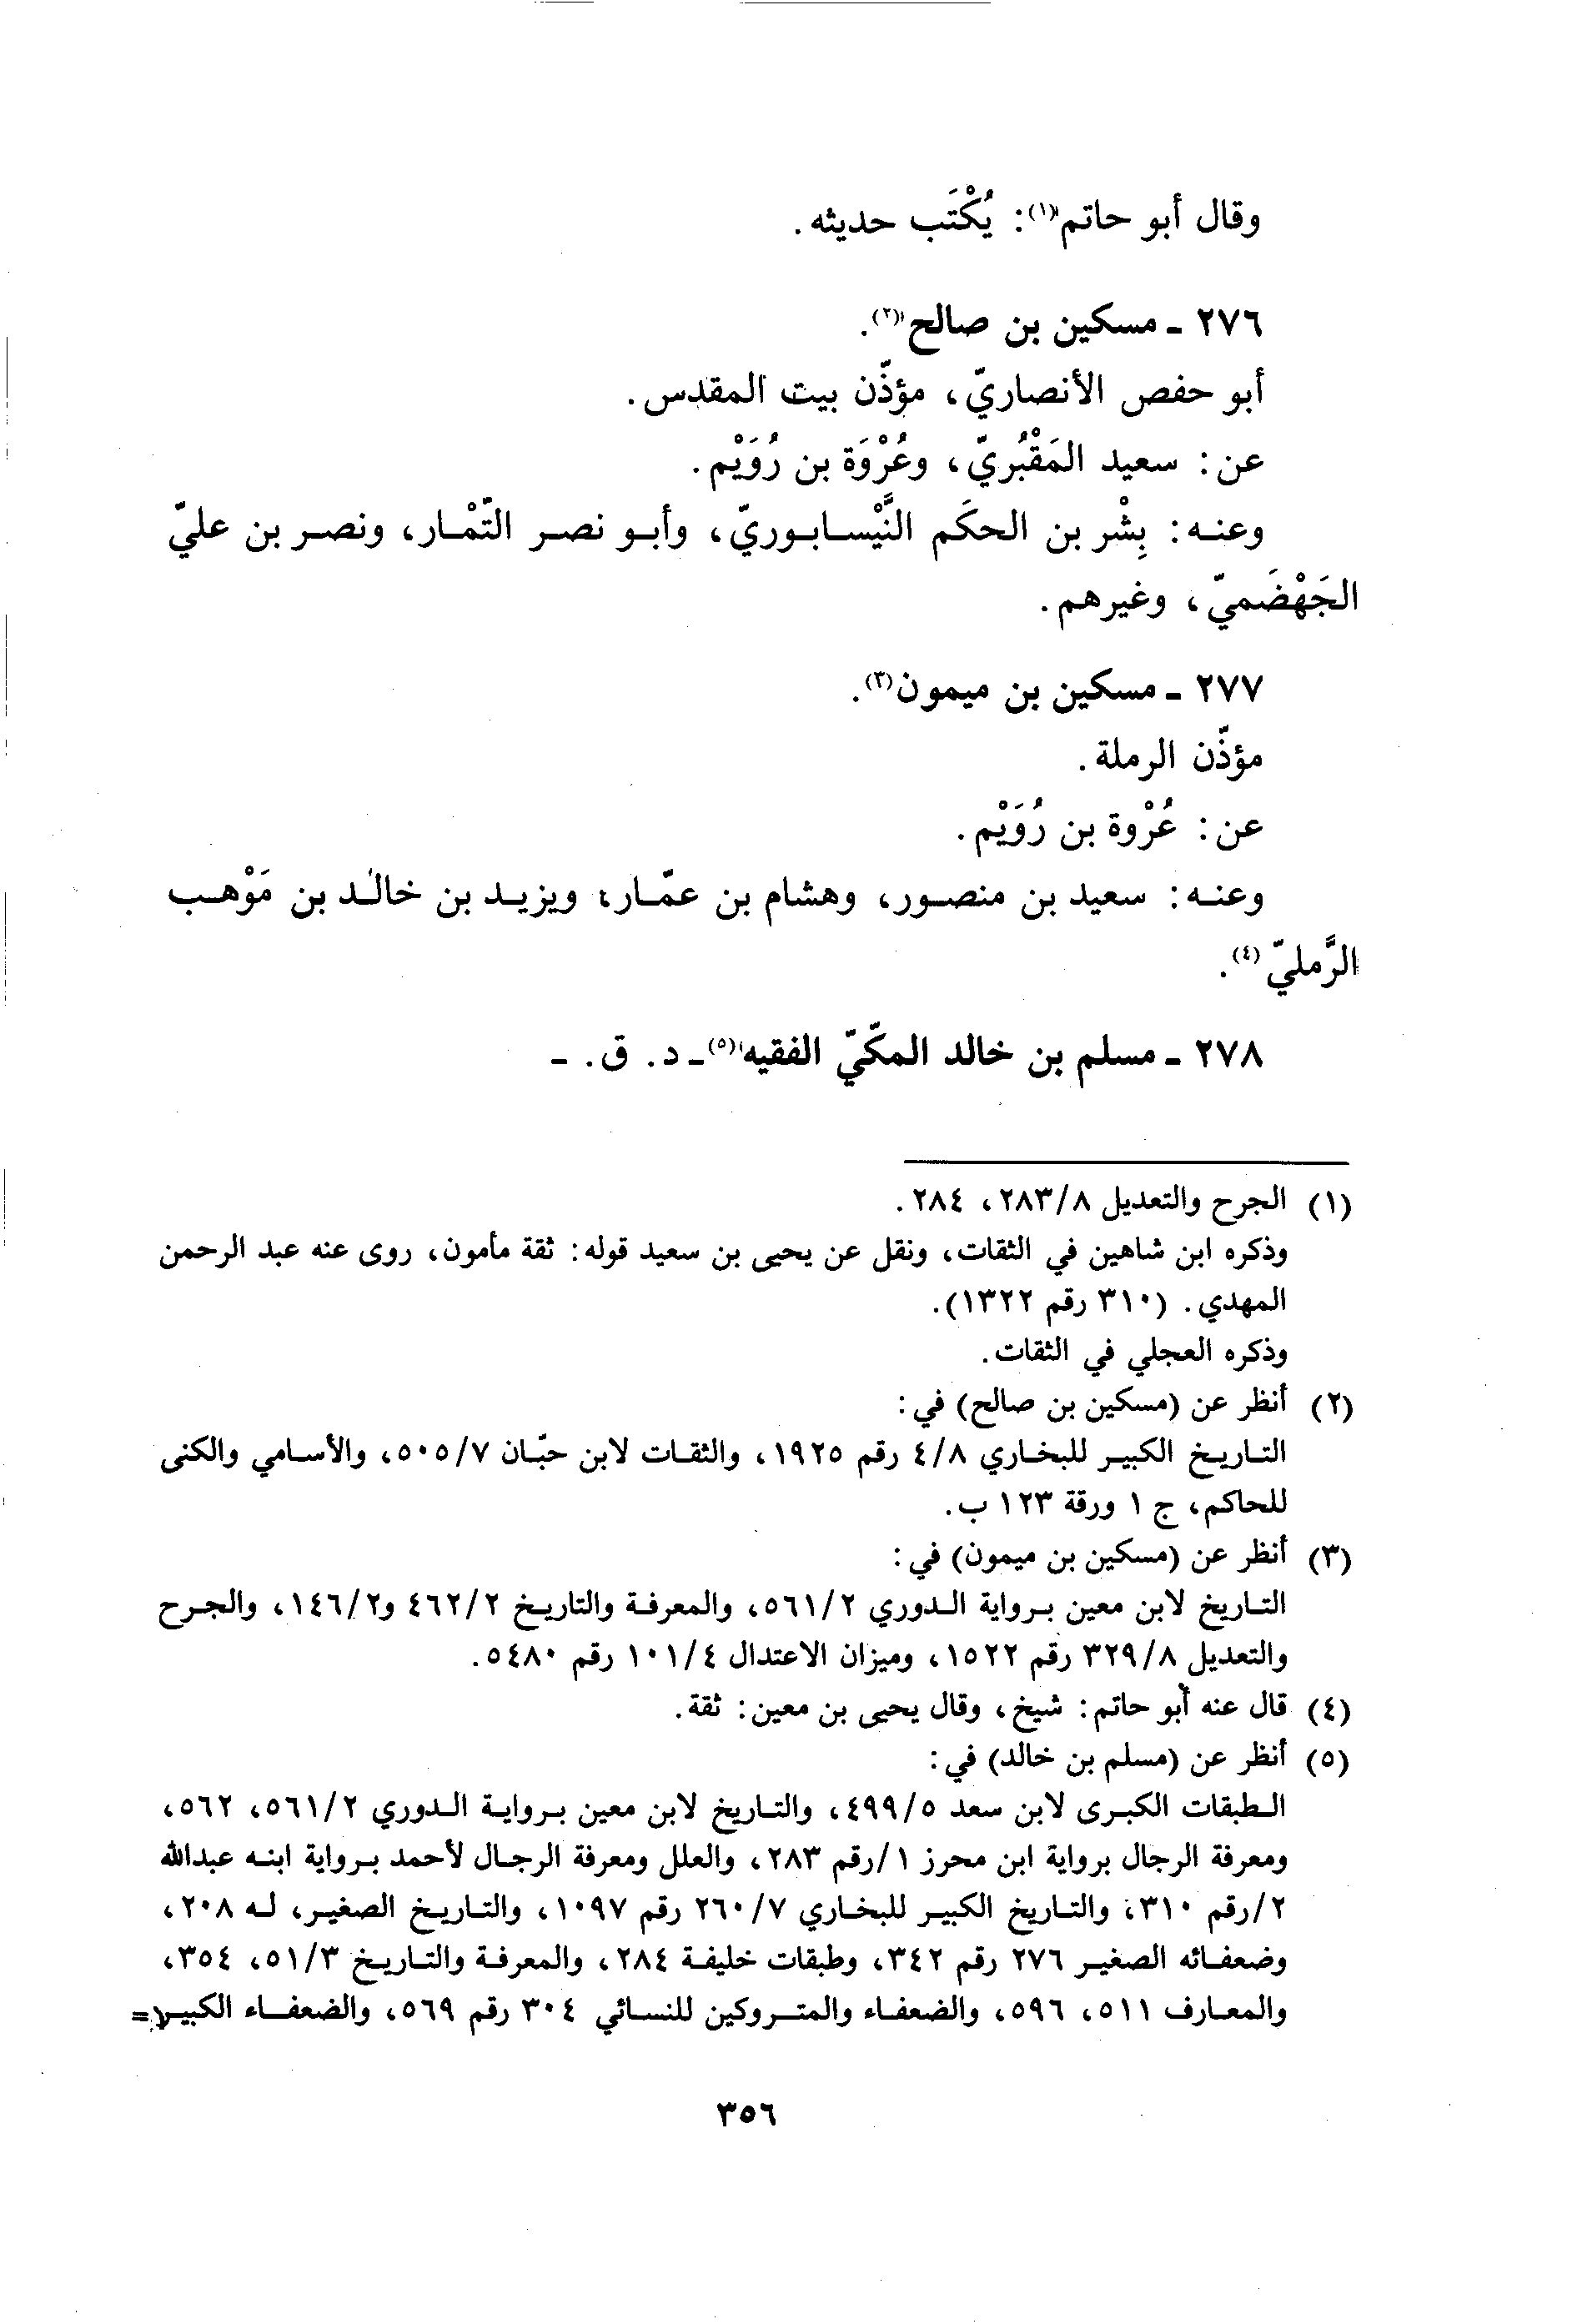 وقال أبو حاتم(١): يُكْتَب حديثه.
٢٧٦ ـ مسكين بن صالح(٢).
أبو حفص الأنصاريّ، مؤذّن بيت المقدس.
عن: سعيد المَقْبُريّ، وعُرْوَة بن رُوَيْم.
وعنه: بِشْر بن الحكَم النَّيْسابوريّ، وأبو نصر التّمْار، ونصر بن عليّ
الجَهْضَميّ، وغيرهم.
٢٧٧ ـ مسكين بن ميمون(٣).
مؤذّن الرملة.
عن: عُرْوة بن رُوَيْم.
وعنه: سعيد بن منصور، وهشام بن عمّار، ويزيد بن خالد بن مَوْهب
الرَّمليّ(٤).
٢٧٨ ـ مسلم بن خالد المكّيّ الفقيه(٥) ـ د. ق. ـ
(١) الجرح والتعديل ٢٨٣/٨، ٢٨٤.
وذكره ابن شاهين في الثقات، ونقل عن يحيى بن سعيد قوله: ثقة مأمون، روى عنه عبد الرحمن
المهدي. (٣١٠ رقم ١٣٢٢).
وذكره العجلي في الثقات.
(٢) أنظر عن (مسكين بن صالح) في:
التاريخ الكبير للبخاري ٤/٨ رقم ١٩٢٥، والثقات لابن حبّان ٥٠٥/٧، والأسامي والكنى
للحاكم، ج ١ ورقة ١٢٣ ب.
(٣) أنظر عن (مسكين بن ميمون) في:
التاريخ لابن معين برواية الدوري ٥٦١/٢، والمعرفة والتاريخ ٤٦٢/٢ و١٤٦/٢، والجرح
والتعديل ٣٢٩/٨ رقم ١٥٢٢، وميزان الاعتدال ١٠١/٤ رقم ٥٤٨٠.
(٤) قال عنه أبو حاتم: شيخ، وقال يحيى بن معين: ثقة.
(٥) أنظر عن (مسلم بن خالد) في:
الطبقات الكبرى لابن سعد ٤٩٩/٥، والتاريخ لابن معين برواية الدوري ٥٦١/٢، ٥٦٢،
ومعرفة الرجال برواية ابن محرز ١/رقم ٢٨٣، والعلل ومعرفة الرجال لأحمد برواية ابنه عبدالله
٢/رقم ٣١٠، والتاريخ الكبير للبخاري ٢٦٠/٧ رقم ١٠٩٧، والتاريخ الصغير، له ٢٠٨،
وضعفائه الصغير ٢٧٦ رقم ٣٤٢، وطبقات خليفة ٢٨٤، والمعرفة والتاريخ ٥١/٣، ٣٥٤،
والمعارف ٥١١، ٥٩٦، والضعفاء والمتروكين للنسائي ٣٠٤ رقم ٥٦٩، والضعفاء الكبير =
٣٥٦